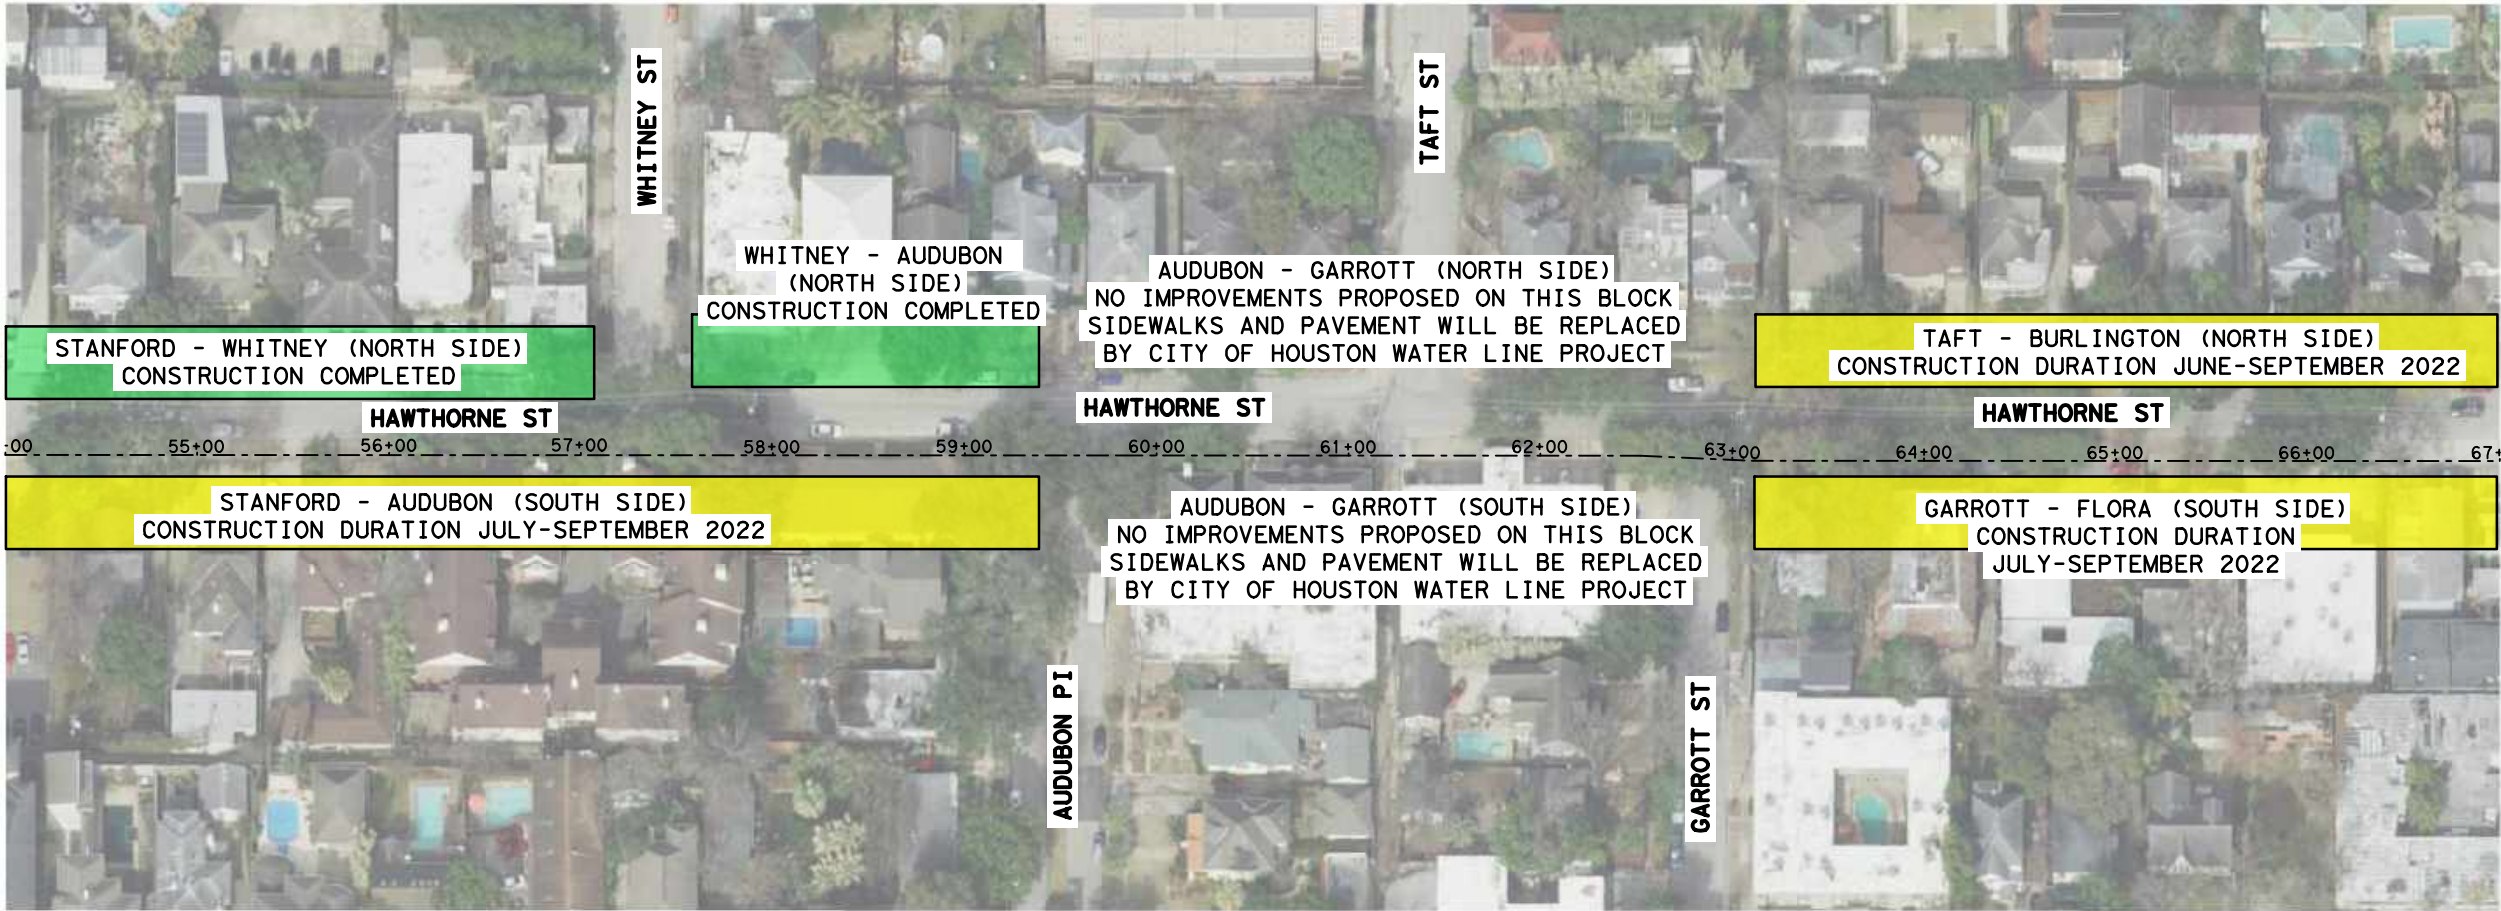 WHITNEY ST
TAFT ST
WHITNEY - AUDUBON
(NORTH SIDE)
CONSTRUCTION COMPLETED
AUDUBON - GARROTT (NORTH SIDE)
NO IMPROVEMENTS PROPOSED ON THIS BLOCK
SIDEWALKS AND PAVEMENT WILL BE REPLACED
BY CITY OF HOUSTON WATER LINE PROJECT
STANFORD - WHITNEY (NORTH SIDE)
CONSTRUCTION COMPLETED
TAFT - BURLINGTON (NORTH SIDE)
CONSTRUCTION DURATION JUNE-SEPTEMBER 2022
HAWTHORNE ST
HAWTHORNE ST
HAWTHORNE ST
+00 55+00 56+00 57+00 58+00 59+00 60+00 61+00 62+00 63+00 64+00 65+00 66+00 67+
STANFORD - AUDUBON (SOUTH SIDE)
CONSTRUCTION DURATION JULY-SEPTEMBER 2022
AUDUBON - GARROTT (SOUTH SIDE)
NO IMPROVEMENTS PROPOSED ON THIS BLOCK
SIDEWALKS AND PAVEMENT WILL BE REPLACED
BY CITY OF HOUSTON WATER LINE PROJECT
GARROTT - FLORA (SOUTH SIDE)
CONSTRUCTION DURATION
JULY-SEPTEMBER 2022
AUDUBON Pl
GARROTT ST